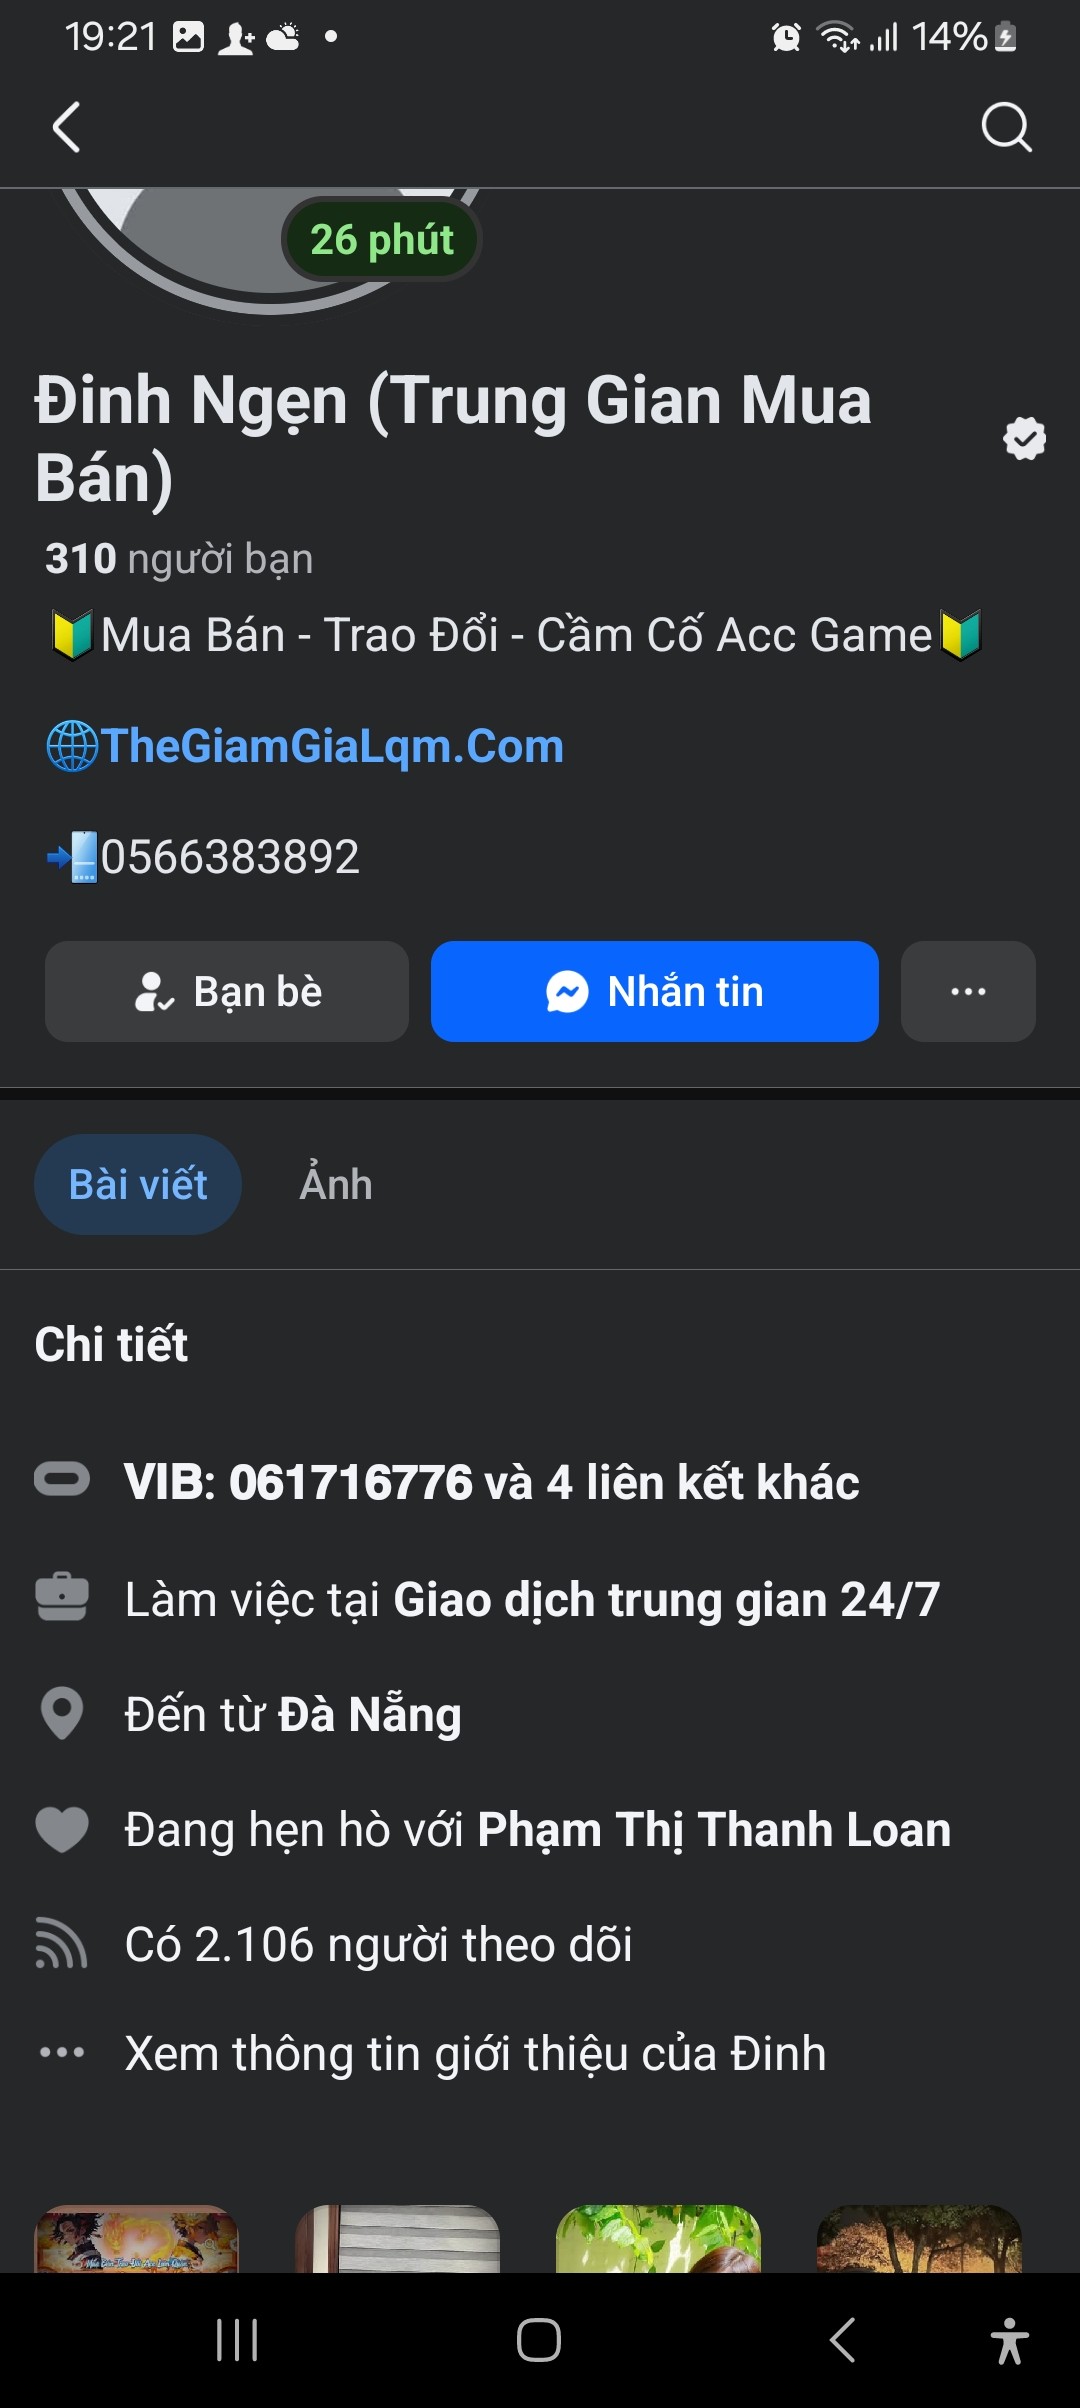 19:21
14%
26 phút
Đinh Ngẹn (Trung Gian Mua
Bán)
310 người bạn
🔰Mua Bán - Trao Đổi - Cầm Cố Acc Game🔰
🌐TheGiamGiaLqm.Com
📲0566383892
Bạn bè
Nhắn tin
Bài viết
Ảnh
Chi tiết
VIB: 061716776 và 4 liên kết khác
Làm việc tại Giao dịch trung gian 24/7
Đến từ Đà Nẵng
Đang hẹn hò với Phạm Thị Thanh Loan
Có 2.106 người theo dõi
Xem thông tin giới thiệu của Đinh